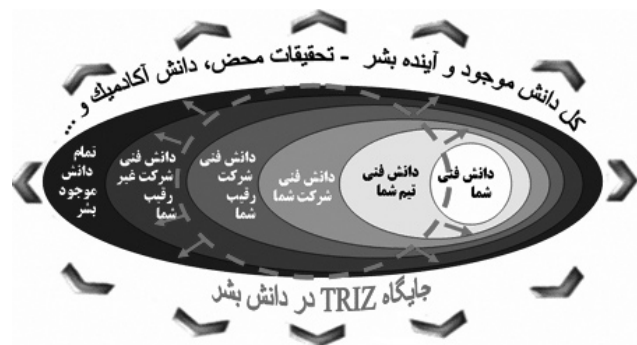 کل دانش موجود و آینده بشر - تحقیقات محض، دانش آکادمیك و ...
دانش فنی
شما
دانش فنی
تیم شما
دانش فنی
شرکت شما
دانش فنی
شرکت
رقیب
شما
دانش فنی
شرکت غیر
رقیب
شما
تمام
دانش
موجود
بشر
جایگاه TRIZ در دانش بشر